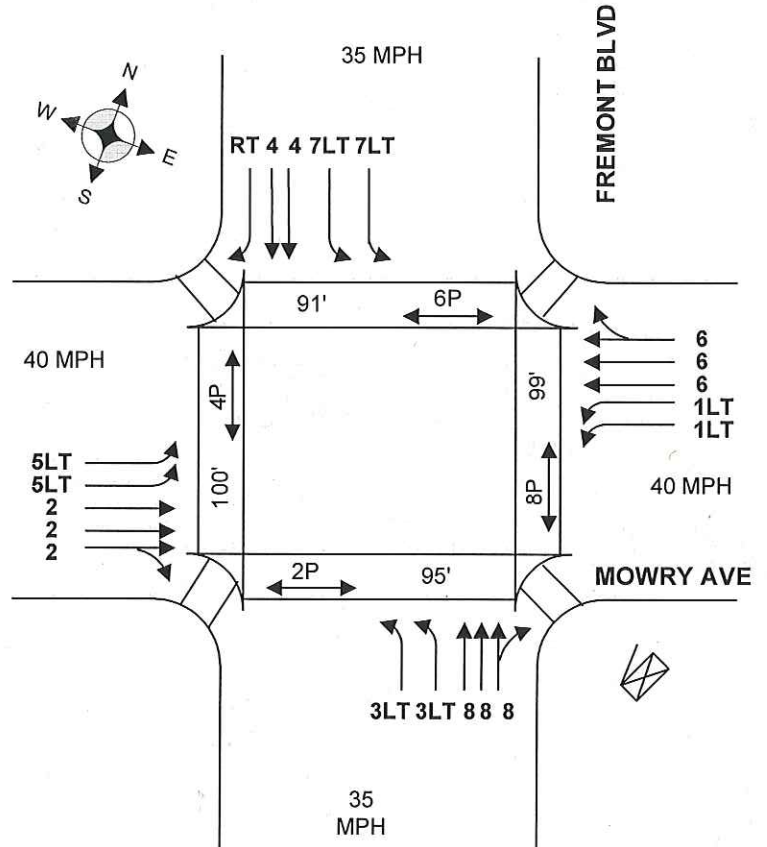 35 MPH
FREMONT BLVD
N
W
E
S
RT 4 4 7LT 7LT
91'
6P
40 MPH
6
6
6
1LT
1LT
4P
99'
5LT
5LT
2
2
2
100'
8P
40 MPH
2P
95'
MOWRY AVE
3LT 3LT 8 8 8
35
MPH